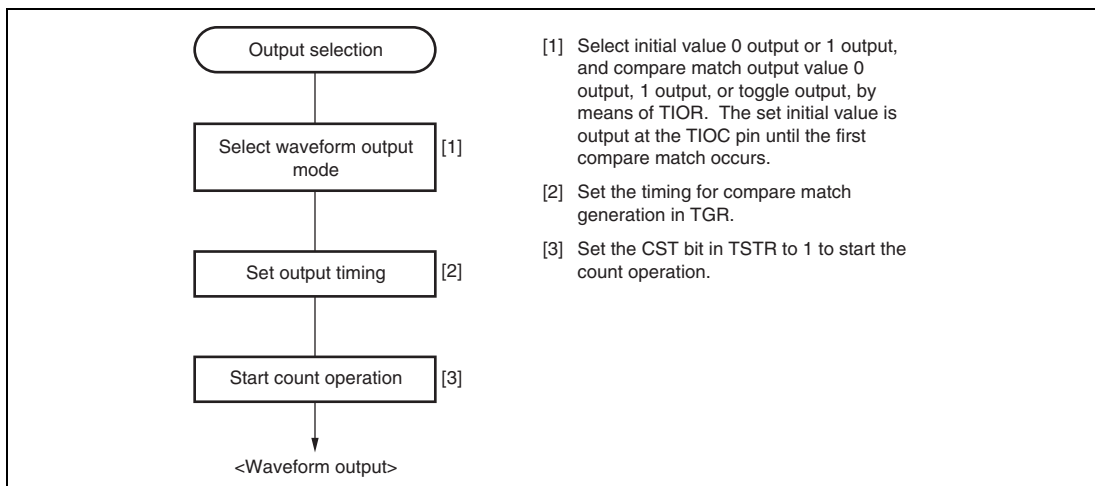 Output selection
Select waveform output
mode
[1]
Set output timing
[2]
Start count operation
[3]
<Waveform output>
[1] Select initial value 0 output or 1 output,
and compare match output value 0
output, 1 output, or toggle output, by
means of TIOR. The set initial value is
output at the TIOC pin until the first
compare match occurs.
[2] Set the timing for compare match
generation in TGR.
[3] Set the CST bit in TSTR to 1 to start the
count operation.